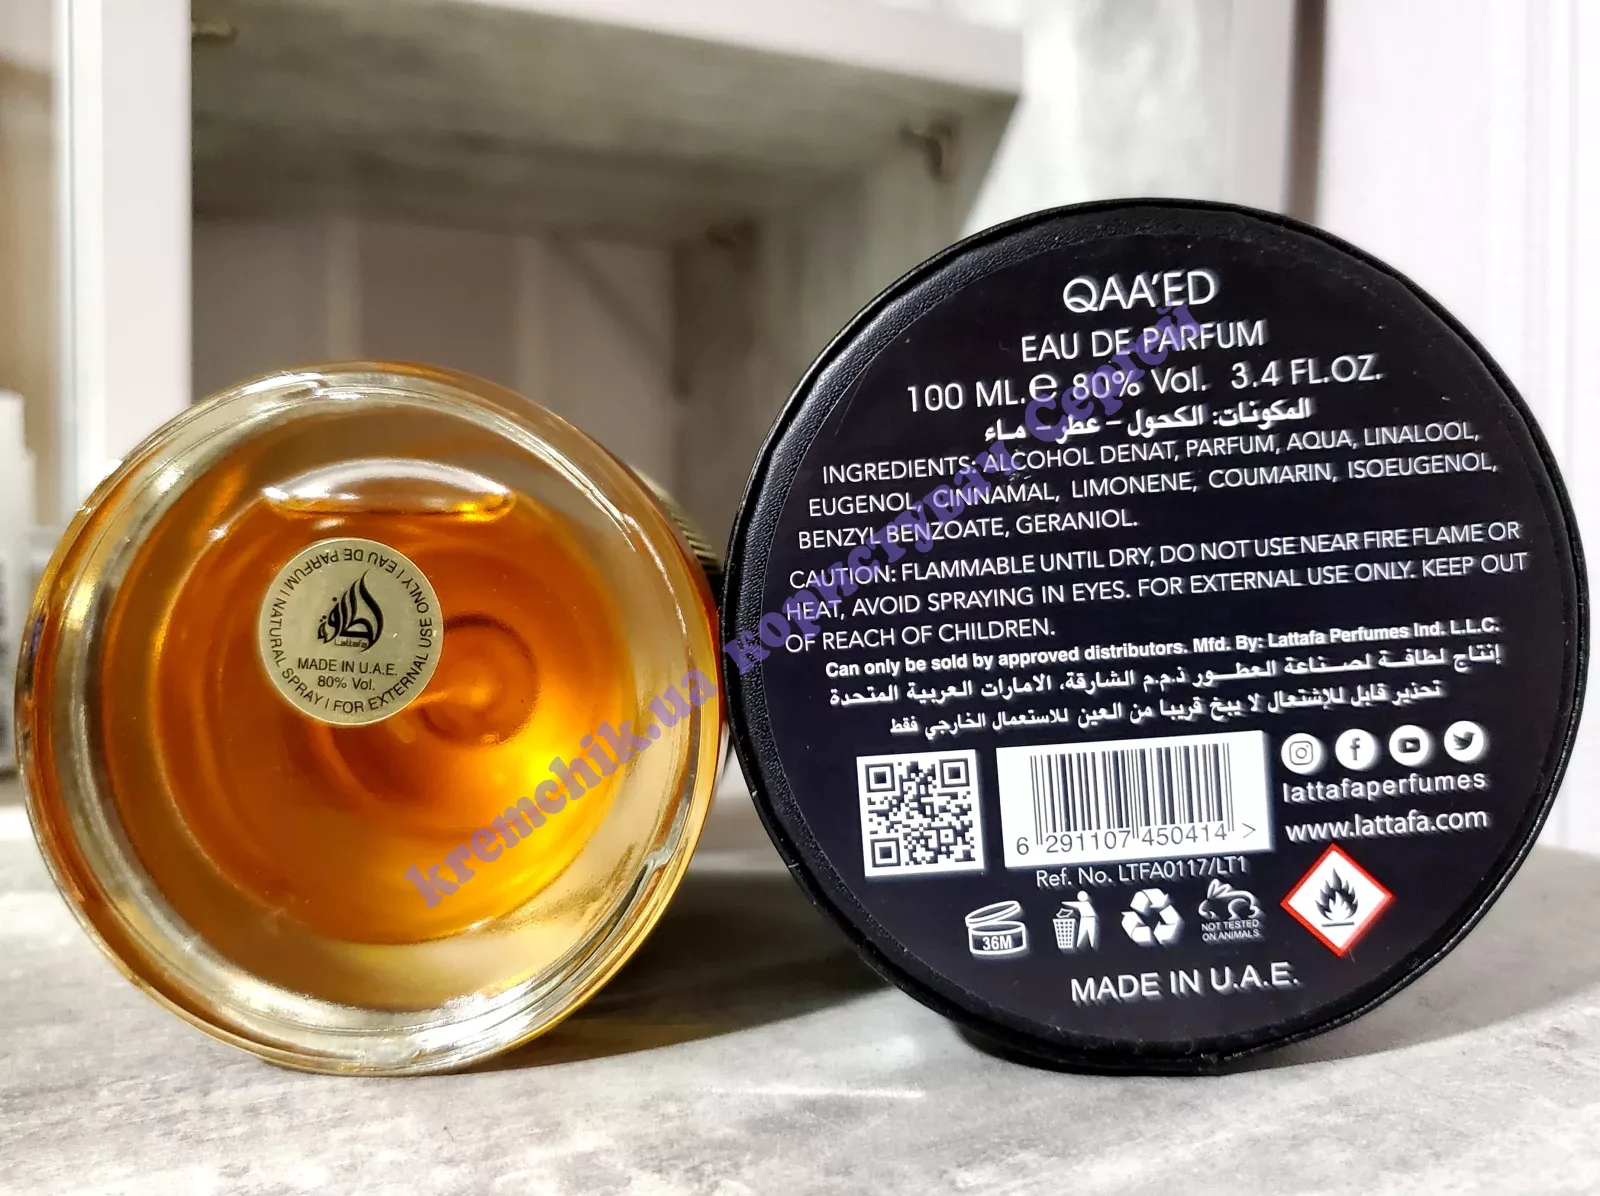 EAU DE PARFUM | NATURAL SPRAY | FOR EXTERNAL USE ONLY |
لطافة
Lattafa
MADE IN U.A.E.
80% Vol.
QAA'ED
EAU DE PARFUM
100 ML.e 80% Vol. 3.4 FL.OZ.
المكونات: الكحول – عطر – ماء
INGREDIENTS: ALCOHOL DENAT, PARFUM, AQUA, LINALOOL,
EUGENOL, CINNAMAL, LIMONENE, COUMARIN, ISOEUGENOL,
BENZYL BENZOATE, GERANIOL.
CAUTION: FLAMMABLE UNTIL DRY, DO NOT USE NEAR FIRE FLAME OR
HEAT, AVOID SPRAYING IN EYES. FOR EXTERNAL USE ONLY. KEEP OUT
OF REACH OF CHILDREN.
Can only be sold by approved distributors. Mfd. By: Lattafa Perfumes Ind. L.L.C.
إنتاج لطافة لصناعة العطور ذ.م.م الشارقة، الامارات العربية المتحدة
تحذير قابل للإشتعال لا يبخ قريبا من العين للاستعمال الخارجي فقط
lattafaperfumes
www.lattafa.com
6 291107 450414 >
Ref. No. LTFA0117/LT1
36M
NOT TESTED
ON ANIMALS
MADE IN U.A.E.
kremchik.ua Користувач Сергей